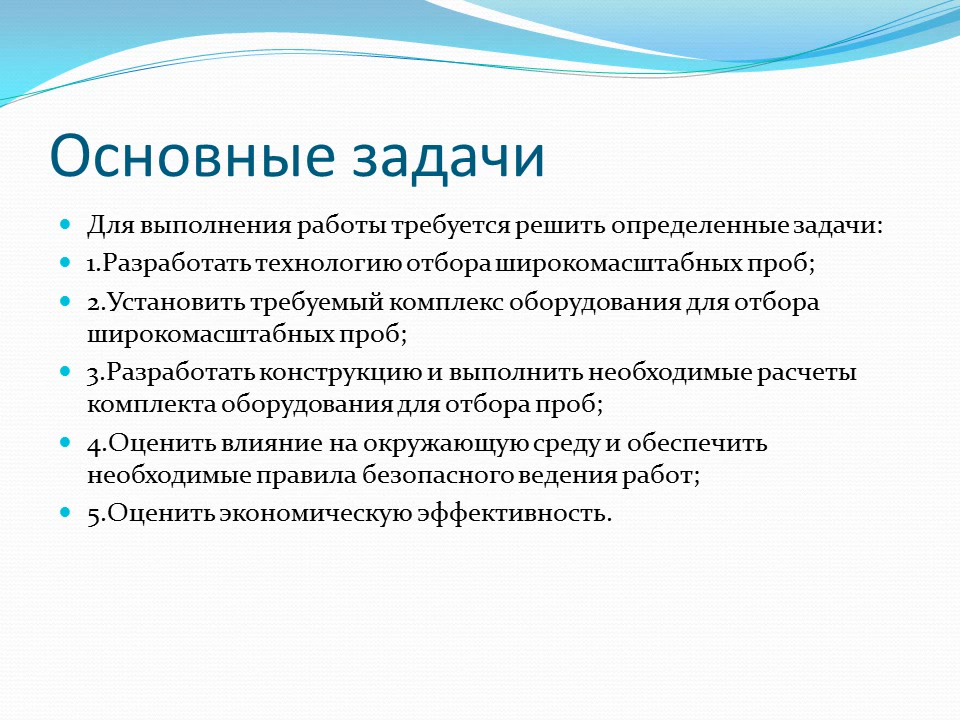 Основные задачи
Для выполнения работы требуется решить определенные задачи:
1.Разработать технологию отбора широкомасштабных проб;
2.Установить требуемый комплекс оборудования для отбора
широкомасштабных проб;
3.Разработать конструкцию и выполнить необходимые расчеты
комплекта оборудования для отбора проб;
4.Оценить влияние на окружающую среду и обеспечить
необходимые правила безопасного ведения работ;
5.Оценить экономическую эффективность.